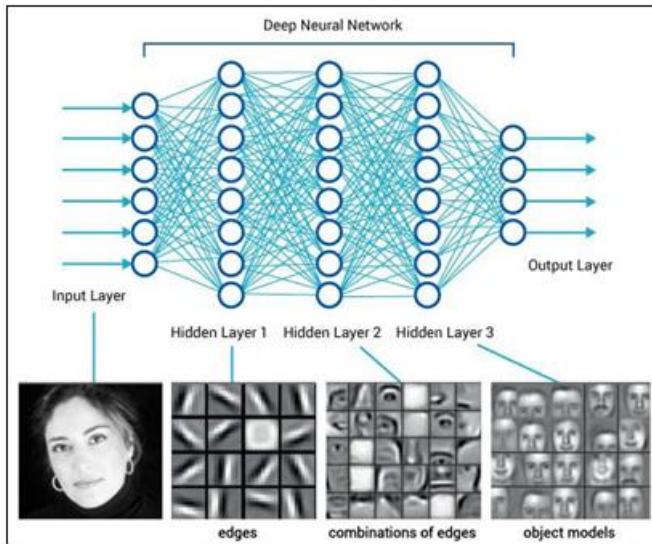 Deep Neural Network
Input Layer
Output Layer
Hidden Layer 1
Hidden Layer 2
Hidden Layer 3
edges
combinations of edges
object models